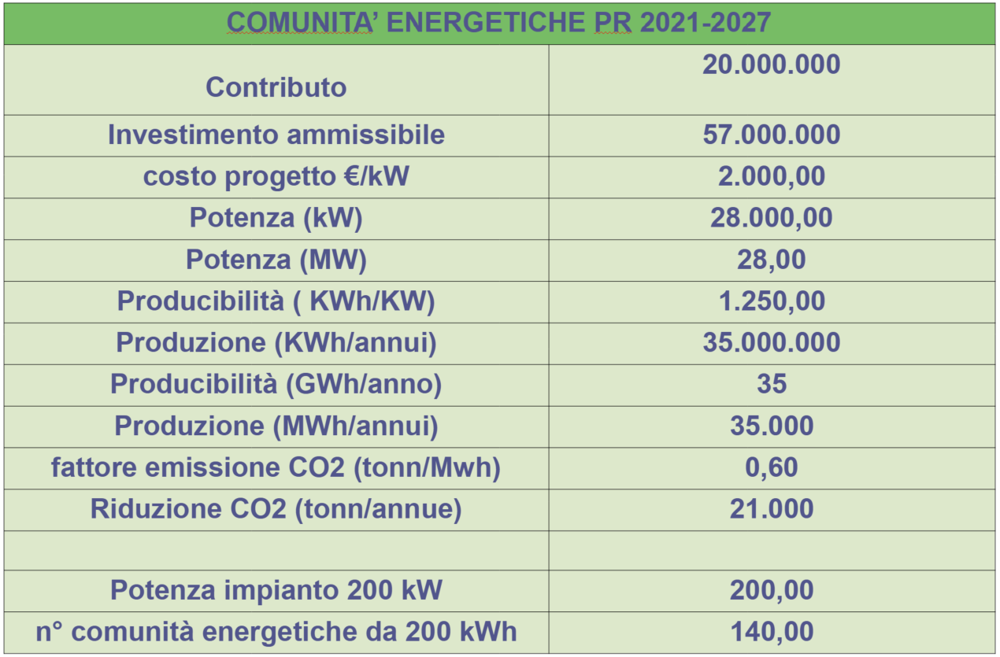 COMUNITA’ ENERGETICHE PR 2021-2027
Contributo 20.000.000
Investimento ammissibile 57.000.000
costo progetto €/kW 2.000,00
Potenza (kW) 28.000,00
Potenza (MW) 28,00
Producibilità ( KWh/KW) 1.250,00
Produzione (KWh/annui) 35.000.000
Producibilità (GWh/anno) 35
Produzione (MWh/annui) 35.000
fattore emissione CO2 (tonn/Mwh) 0,60
Riduzione CO2 (tonn/annue) 21.000
Potenza impianto 200 kW 200,00
n° comunità energetiche da 200 kWh 140,00